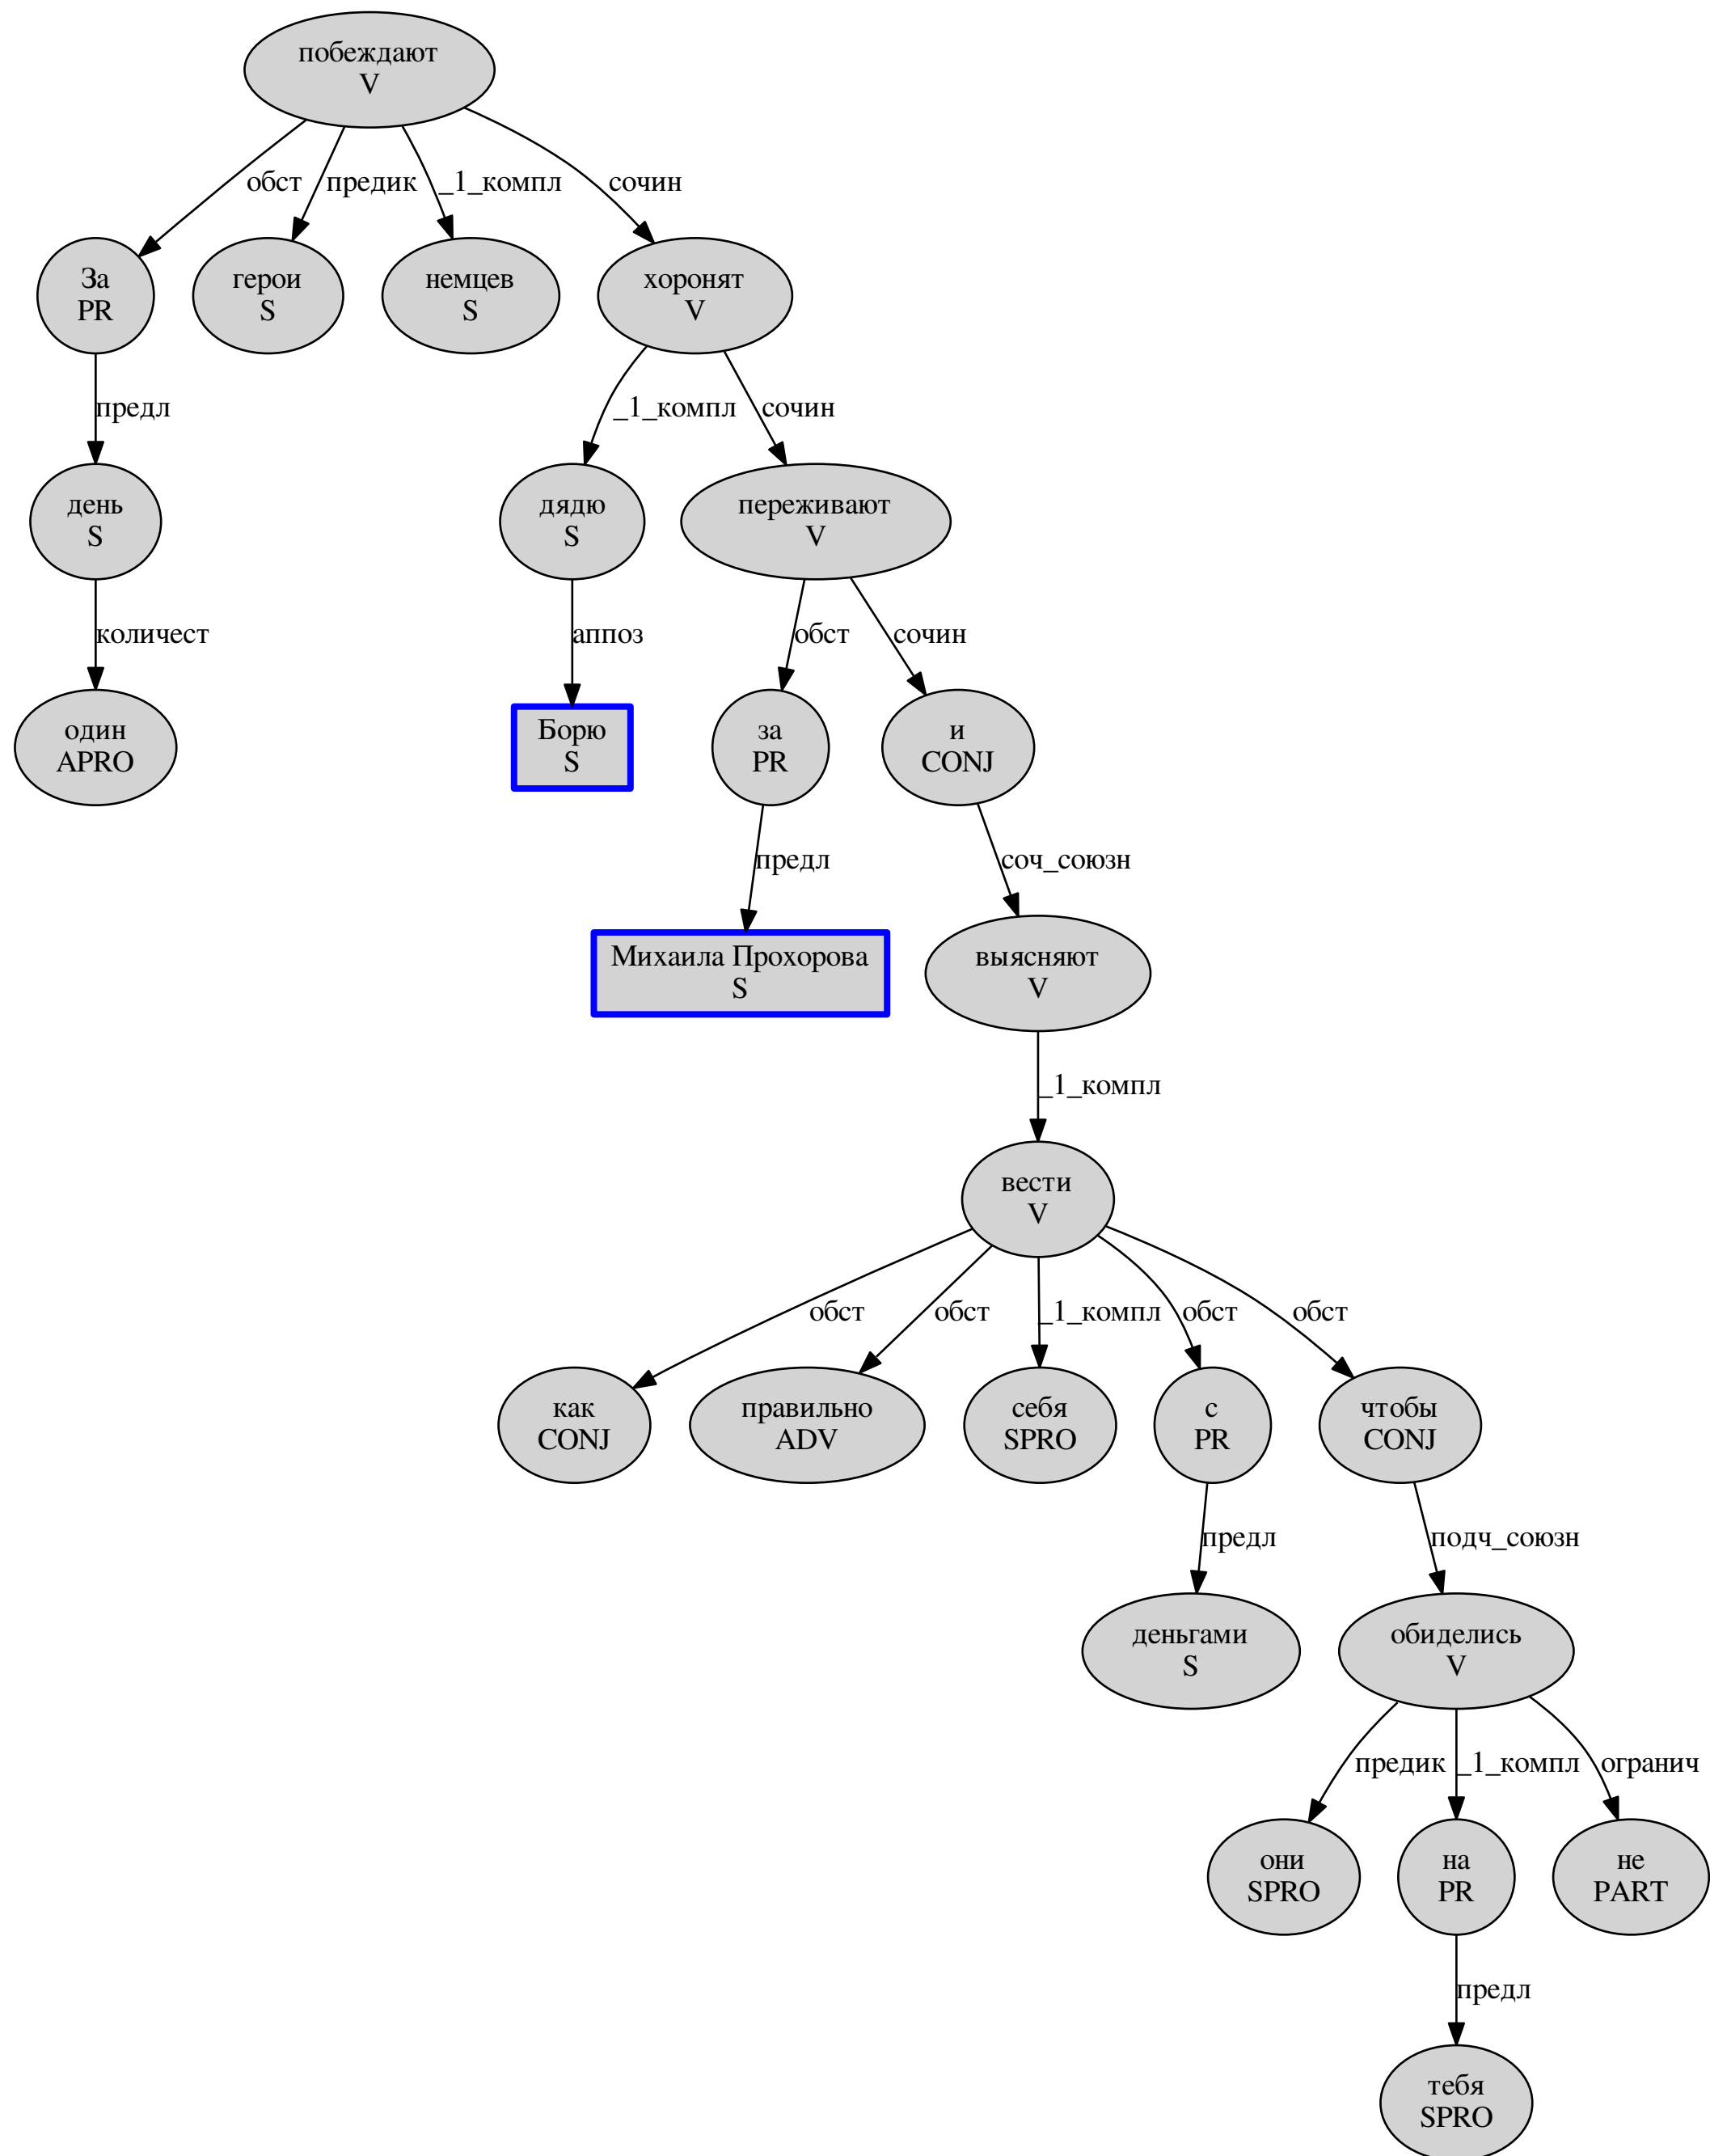 побеждают
V
обст
предик
_1_компл
сочин
За
PR
герои
S
немцев
S
хоронят
V
предл
_1_компл
сочин
день
S
дядю
S
переживают
V
количест
аппоз
обст
сочин
один
APRO
Борю
S
за
PR
и
CONJ
предл
соч_союзн
Михаила Прохорова
S
выясняют
V
_1_компл
вести
V
обст
обст
_1_компл
обст
обст
как
CONJ
правильно
ADV
себя
SPRO
с
PR
чтобы
CONJ
предл
подч_союзн
деньгами
S
обиделись
V
предик
_1_компл
огранич
они
SPRO
на
PR
не
PART
предл
тебя
SPRO